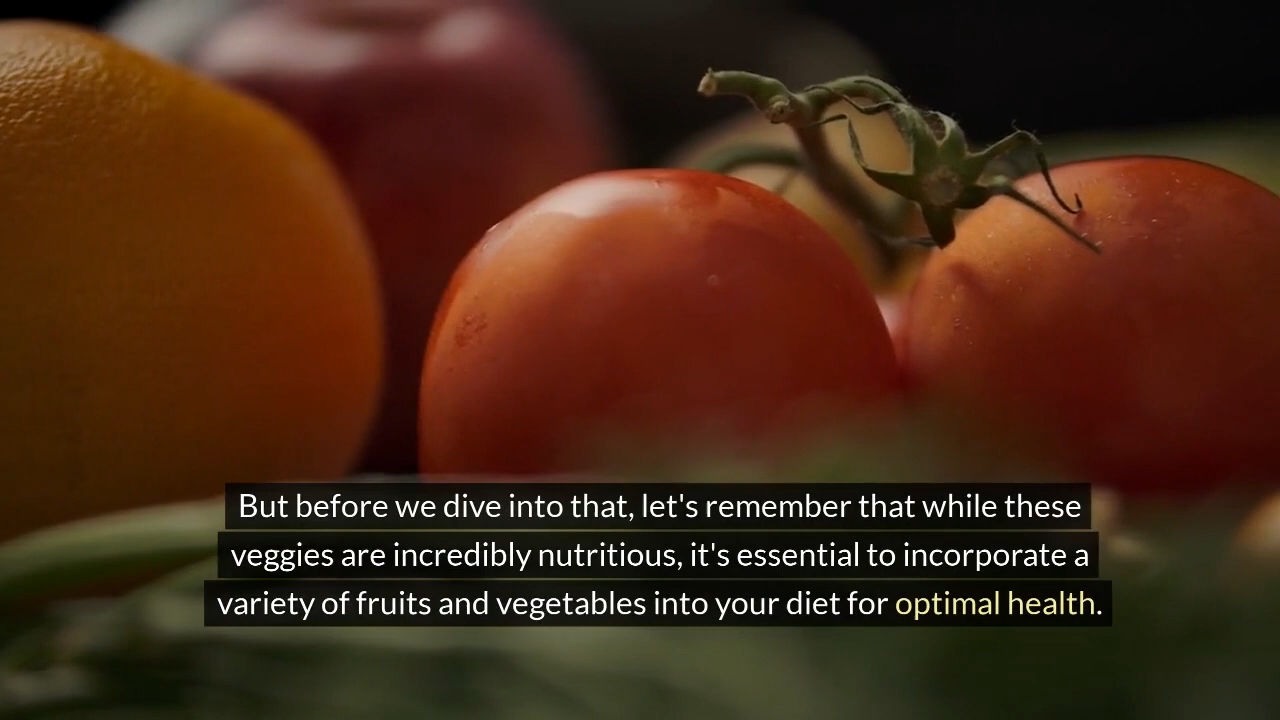 But before we dive into that, let's remember that while these
veggies are incredibly nutritious, it's essential to incorporate a
variety of fruits and vegetables into your diet for optimal health.